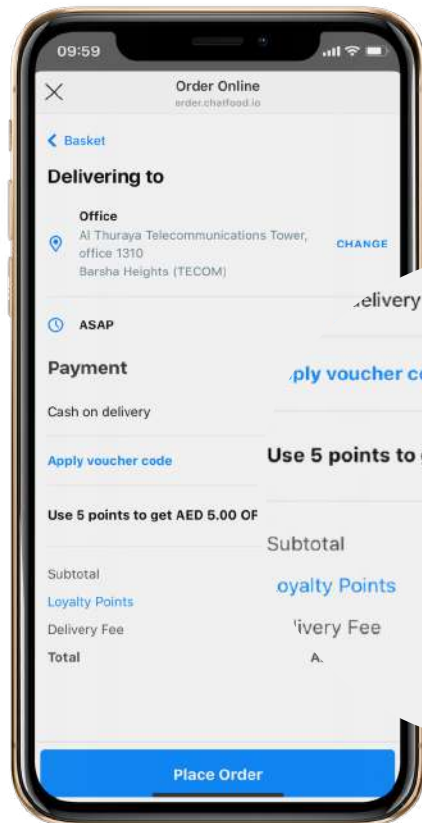 09:59
Order Online
order.chatfood.io
Basket
Delivering to
Office
Al Thuraya Telecommunications Tower,
office 1310
Barsha Heights (TECOM)
CHANGE
ASAP
Payment
Cash on delivery
Apply voucher code
Use 5 points to get AED 5.00 OF
Subtotal
Loyalty Points
Delivery Fee
Total
A.
Place Order
elivery
ply voucher c
Use 5 points to
Subtotal
oyalty Points
ivery Fee